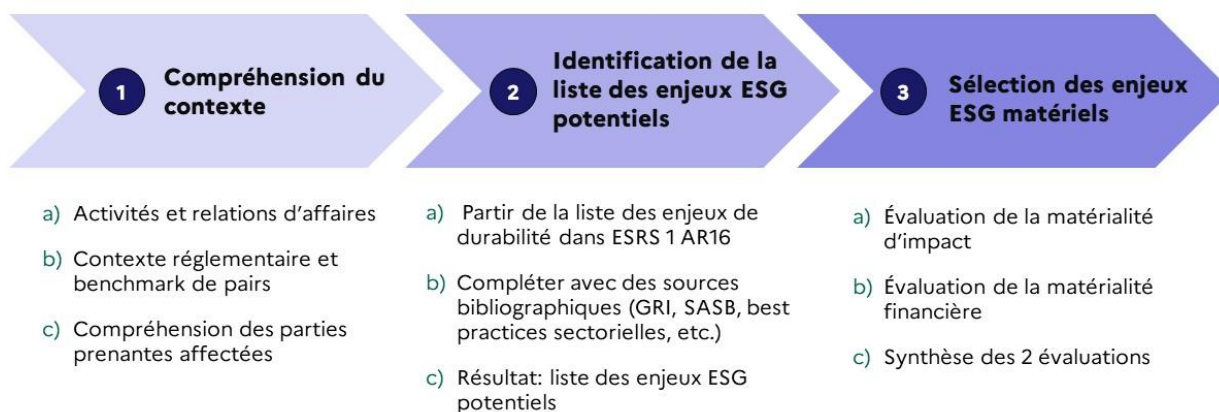 1
Compréhension du
contexte
2
Identification de la
liste des enjeux ESG
potentiels
3
Sélection des enjeux
ESG matériels
a) Activités et relations d'affaires
b) Contexte réglementaire et
benchmark de pairs
c) Compréhension des parties
prenantes affectées
a) Partir de la liste des enjeux de
durabilité dans ESRS 1 AR16
b) Compléter avec des sources
bibliographiques (GRI, SASB, best
practices sectorielles, etc.)
c) Résultat: liste des enjeux ESG
potentiels
a) Évaluation de la matérialité
d'impact
b) Évaluation de la matérialité
financière
c) Synthèse des 2 évaluations